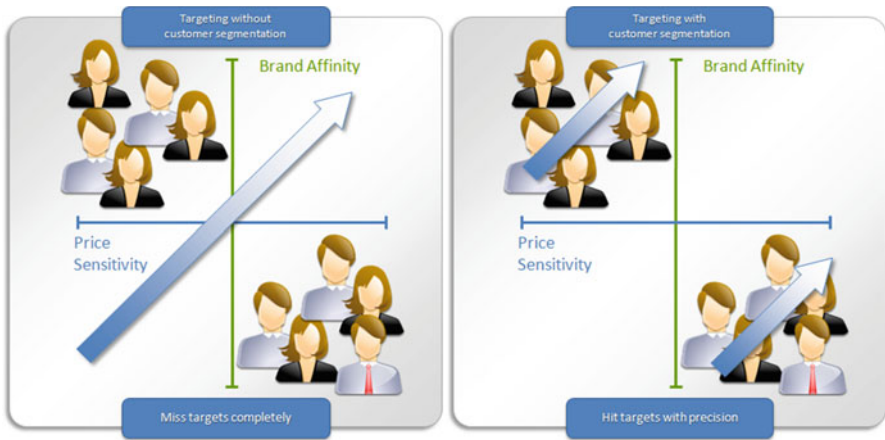 Targeting without
customer segmentation
Brand Affinity
Price
Sensitivity
Miss targets completely
Targeting with
customer segmentation
Brand Affinity
Price
Sensitivity
Hit targets with precision